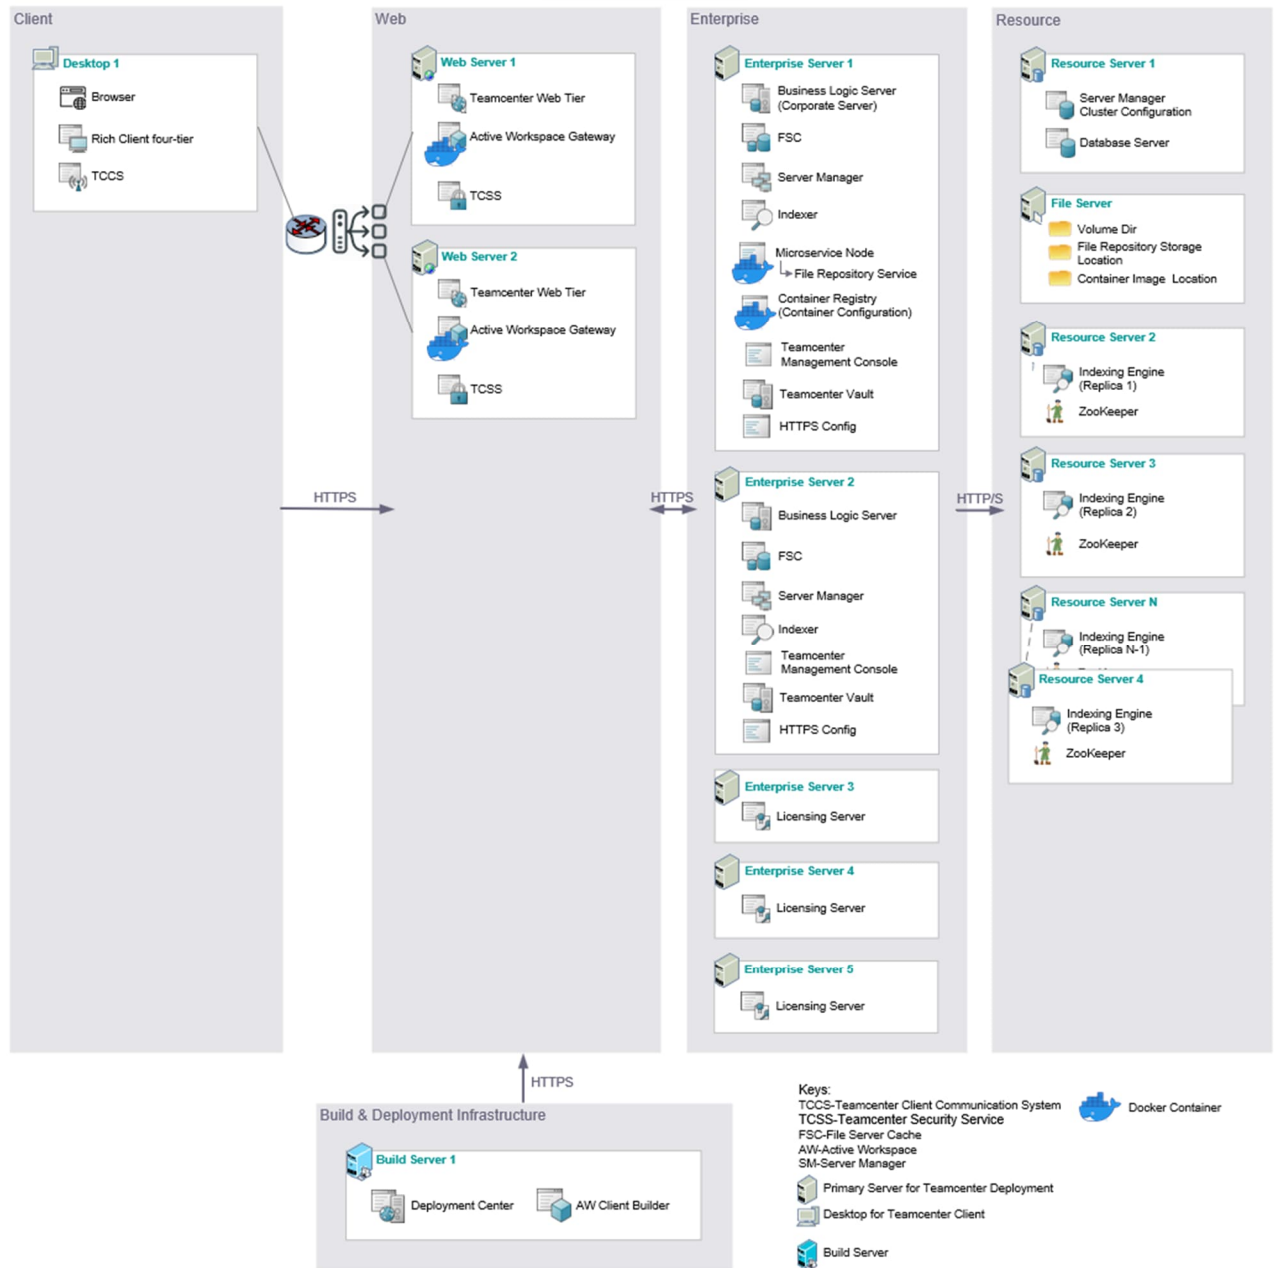 Client
Desktop 1
Browser
Rich Client four-tier
TCCS
HTTPS
Web
Web Server 1
Teamcenter Web Tier
Active Workspace Gateway
TCSS
Web Server 2
Teamcenter Web Tier
Active Workspace Gateway
TCSS
HTTPS
Enterprise
Enterprise Server 1
Business Logic Server
(Corporate Server)
FSC
Server Manager
Indexer
Microservice Node
File Repository Service
Container Registry
(Container Configuration)
Teamcenter
Management Console
Teamcenter Vault
HTTPS Config
Enterprise Server 2
Business Logic Server
FSC
Server Manager
Indexer
Teamcenter
Management Console
Teamcenter Vault
HTTPS Config
Enterprise Server 3
Licensing Server
Enterprise Server 4
Licensing Server
Enterprise Server 5
Licensing Server
HTTP/S
Resource
Resource Server 1
Server Manager
Cluster Configuration
Database Server
File Server
Volume Dir
File Repository Storage
Location
Container Image Location
Resource Server 2
Indexing Engine
(Replica 1)
ZooKeeper
Resource Server 3
Indexing Engine
(Replica 2)
ZooKeeper
Resource Server N
Indexing Engine
(Replica N-1)
Resource Server 4
Indexing Engine
(Replica 3)
ZooKeeper
HTTPS
Build & Deployment Infrastructure
Build Server 1
Deployment Center
AW Client Builder
Keys:
TCCS-Teamcenter Client Communication System
TCSS-Teamcenter Security Service
FSC-File Server Cache
AW-Active Workspace
SM-Server Manager
Docker Container
Primary Server for Teamcenter Deployment
Desktop for Teamcenter Client
Build Server